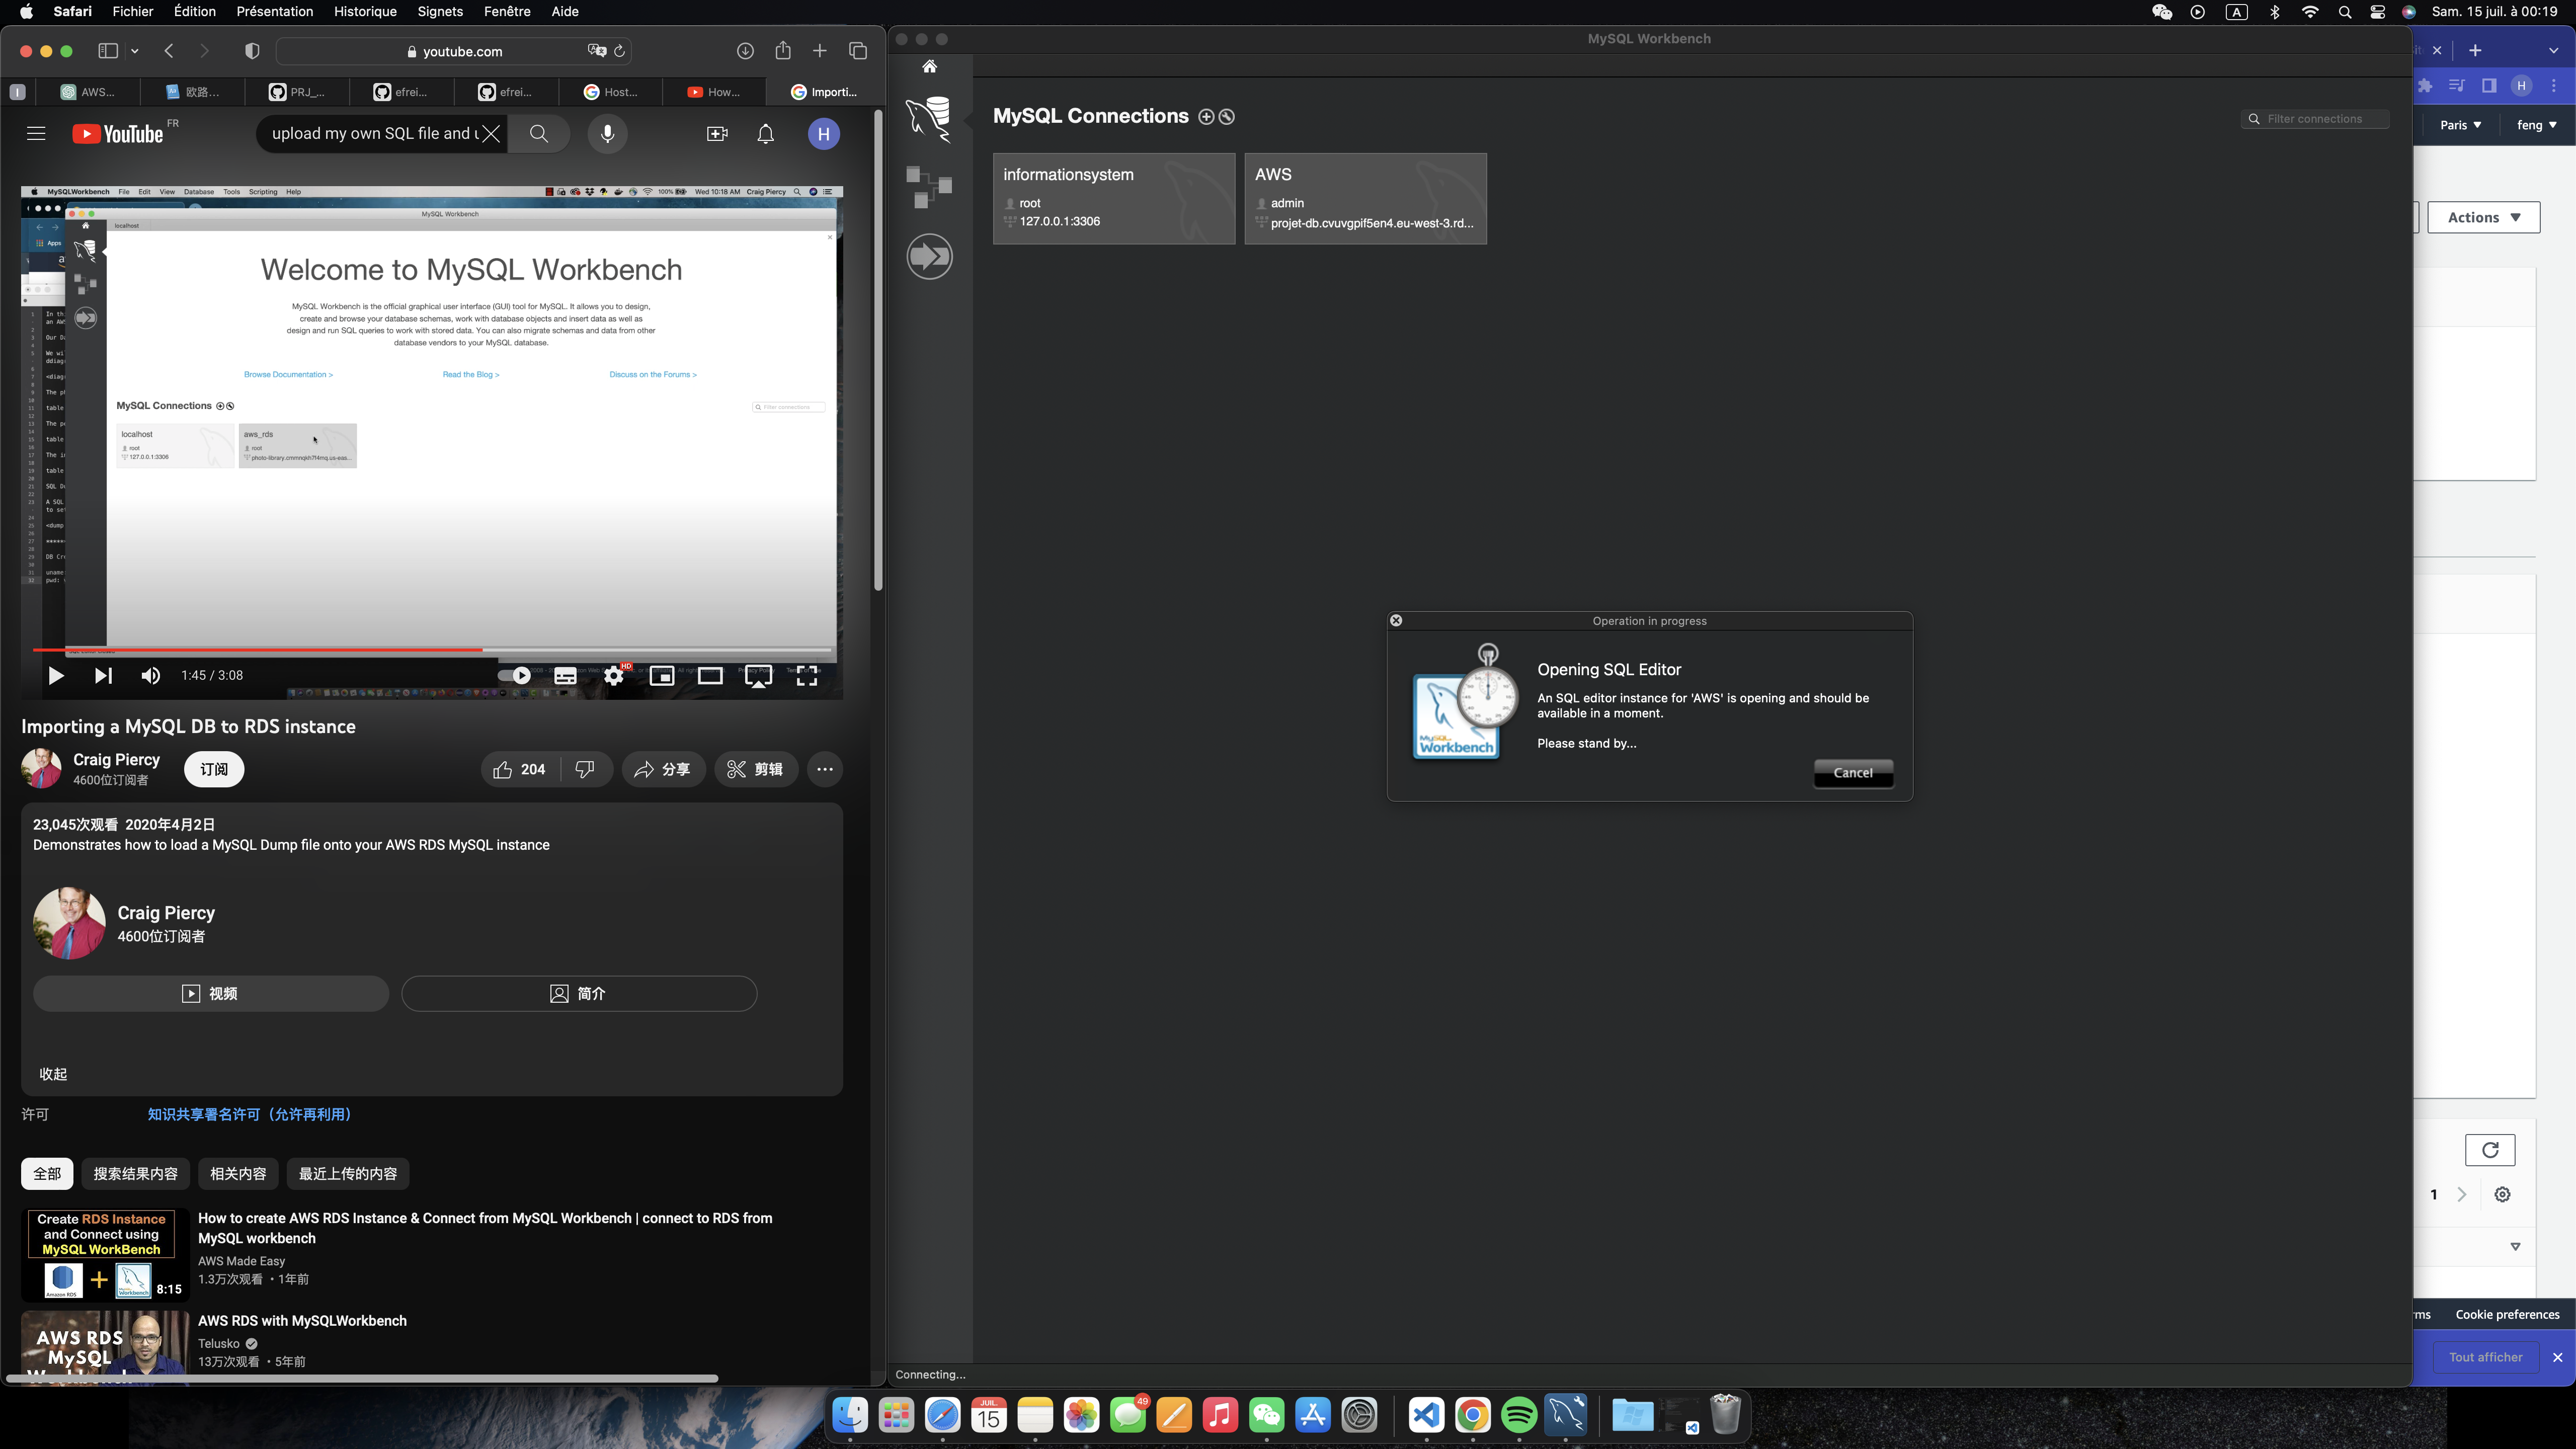 Safari Fichier Édition Présentation Historique Signets Fenêtre Aide
A
Sam. 15 juil. à 00:19
youtube.com
I
AWS...
欧路...
PRJ_...
efrei...
efrei...
Host...
How...
Importi...
YouTube FR
upload my own SQL file and u
H
MySQLWorkbench File Edit View Database Tools Scripting Help
100%
Wed 10:18 AM Craig Piercy
MySQL Workbench
localhost
Apps
Welcome to MySQL Workbench
MySQL Workbench is the official graphical user interface (GUI) tool for MySQL. It allows you to design,
create and browse your database schemas, work with database objects and insert data as well as
design and run SQL queries to work with stored data. You can also migrate schemas and data from other
database vendors to your MySQL database.
Browse Documentation >
Read the Blog >
Discuss on the Forums >
MySQL Connections
Filter connections
localhost
root
127.0.0.1:3306
aws_rds
root
1:45 / 3:08
HD
Importing a MySQL DB to RDS instance
Craig Piercy
4600位订阅者
订阅
204
分享
剪辑
23,045次观看 2020年4月2日
Demonstrates how to load a MySQL Dump file onto your AWS RDS MySQL instance
Craig Piercy
4600位订阅者
视频
简介
收起
许可
知识共享署名许可（允许再利用）
全部
搜索结果内容
相关内容
最近上传的内容
Create RDS Instance
and Connect using
MySQL WorkBench
Amazon RDS
8:15
How to create AWS RDS Instance & Connect from MySQL Workbench | connect to RDS from
MySQL workbench
AWS Made Easy
1.3万次观看 • 1年前
AWS RDS
MySQL
AWS RDS with MySQLWorkbench
Telusko
13万次观看 • 5年前
MySQL Workbench
MySQL Connections
Filter connections
informationsystem
root
127.0.0.1:3306
AWS
admin
projet-db.cvuvgpif5en4.eu-west-3.rd...
Operation in progress
Opening SQL Editor
An SQL editor instance for 'AWS' is opening and should be
available in a moment.
Please stand by...
MySQL
Workbench
Cancel
Connecting...
H
Paris
feng
Actions
1
rms
Cookie preferences
Tout afficher
JUIL.
15
49